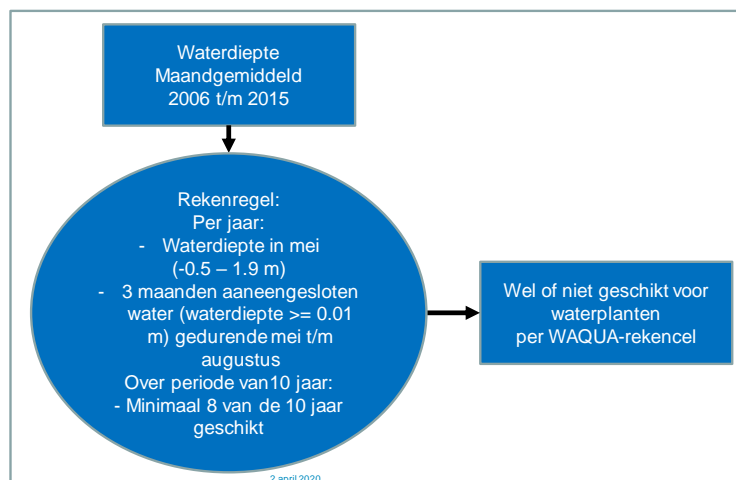 Waterdiepte
Maandgemiddeld
2006 t/m 2015
Rekenregel:
Per jaar:
- Waterdiepte in mei
(-0.5 – 1.9 m)
- 3 maanden aaneengesloten
water (waterdiepte >= 0.01
m) gedurende mei t/m
augustus
Over periode van10 jaar:
- Minimaal 8 van de 10 jaar
geschikt
Wel of niet geschikt voor
waterplanten
per WAQUA-rekencel
2 april 2020